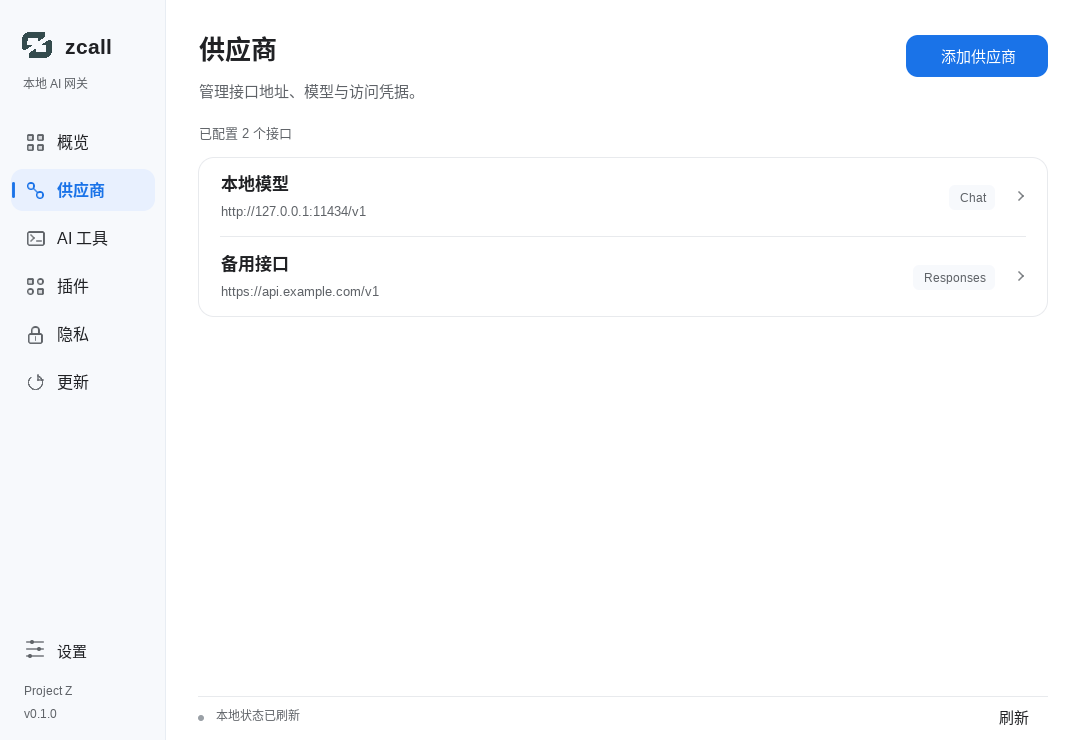 zcall
本地 AI 网关
概览
供应商
AI 工具
插件
隐私
更新
设置
Project Z
v0.1.0
供应商
添加供应商
管理接口地址、模型与访问凭据。
已配置 2 个接口
本地模型
http://127.0.0.1:11434/v1
Chat
备用接口
https://api.example.com/v1
Responses
本地状态已刷新
刷新